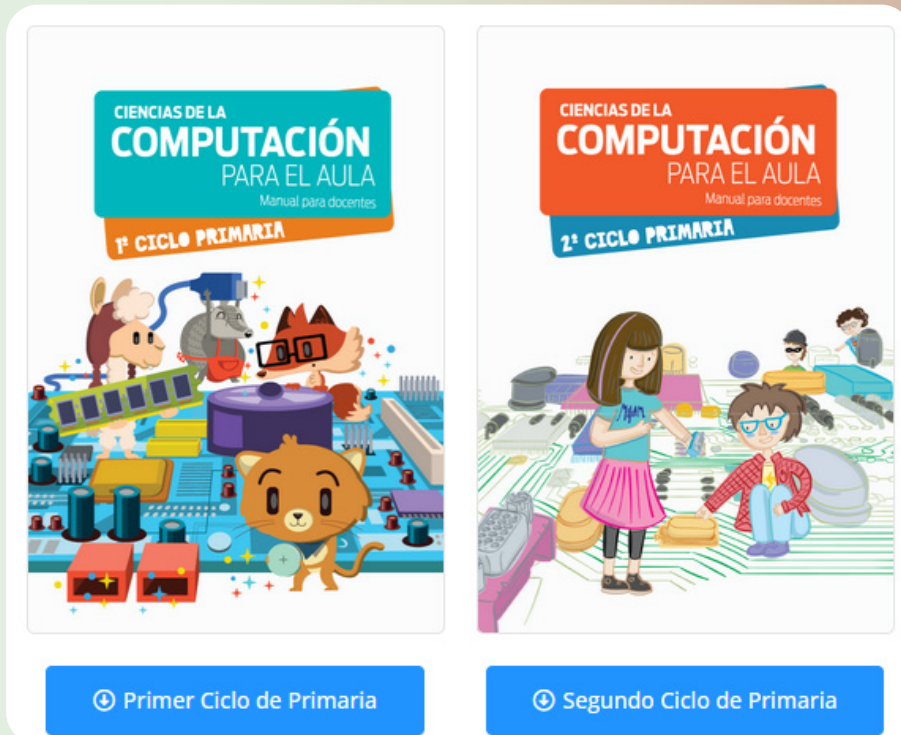 CIENCIAS DE LA
COMPUTACIÓN
PARA EL AULA
Manual para docentes
1º CICLO PRIMARIA
CIENCIAS DE LA
COMPUTACIÓN
PARA EL AULA
Manual para docentes
2º CICLO PRIMARIA
Primer Ciclo de Primaria
Segundo Ciclo de Primaria